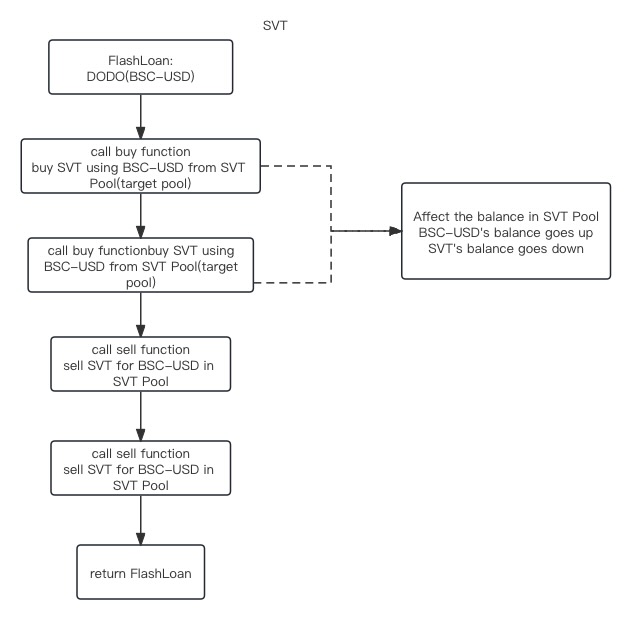 SVT
FlashLoan:
DODO(BSC-USD)
call buy function
buy SVT using BSC-USD from SVT
Pool(target pool)
call buy functionbuy SVT using
BSC-USD from SVT Pool(target
pool)
Affect the balance in SVT Pool
BSC-USD's balance goes up
SVT's balance goes down
call sell function
sell SVT for BSC-USD in
SVT Pool
call sell function
sell SVT for BSC-USD in
SVT Pool
return FlashLoan